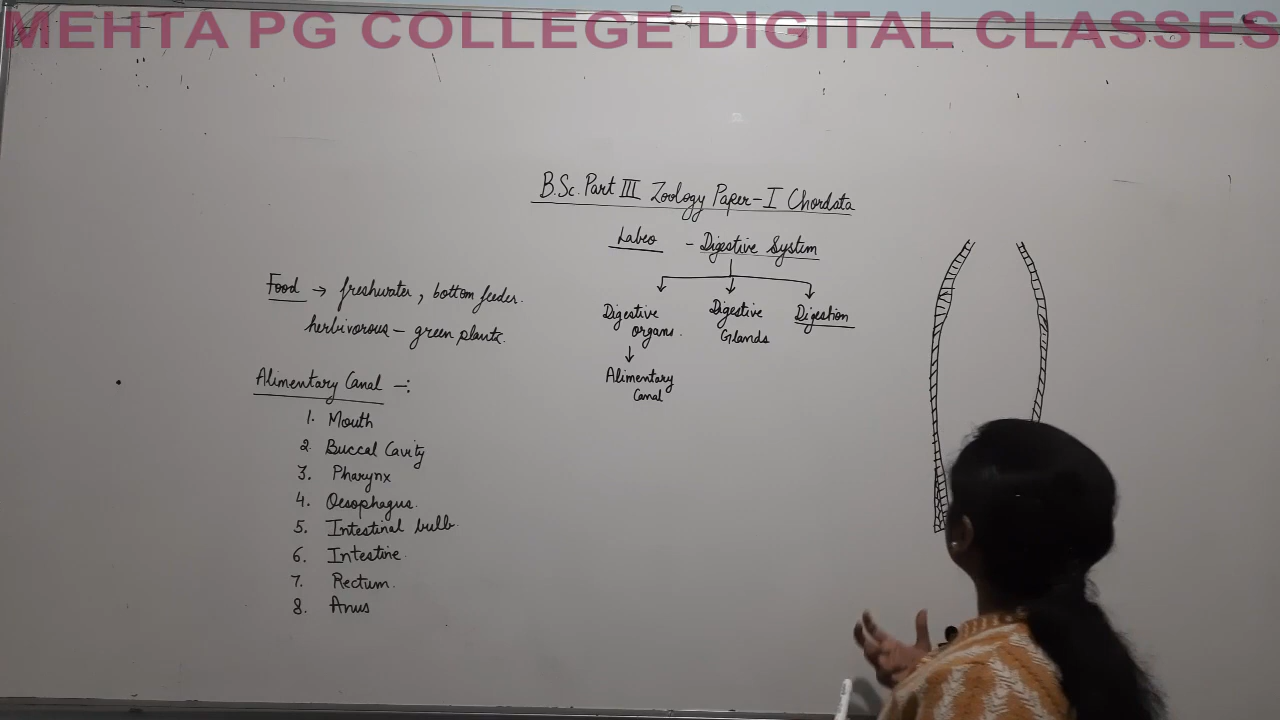 MEHTA PG COLLEGE DIGITAL CLASSES
B.Sc. Part III Zoology Paper-I Chordata
Labeo - Digestive System
Digestive organs.
Digestive Glands
Digestion
Alimentary Canal
Food → freshwater, bottom feeder.
herbivorous - green plants.
Alimentary Canal -:
1. Mouth
2. Buccal Cavity
3. Pharynx
4. Oesophagus.
5. Intestinal bulb.
6. Intestine.
7. Rectum.
8. Anus